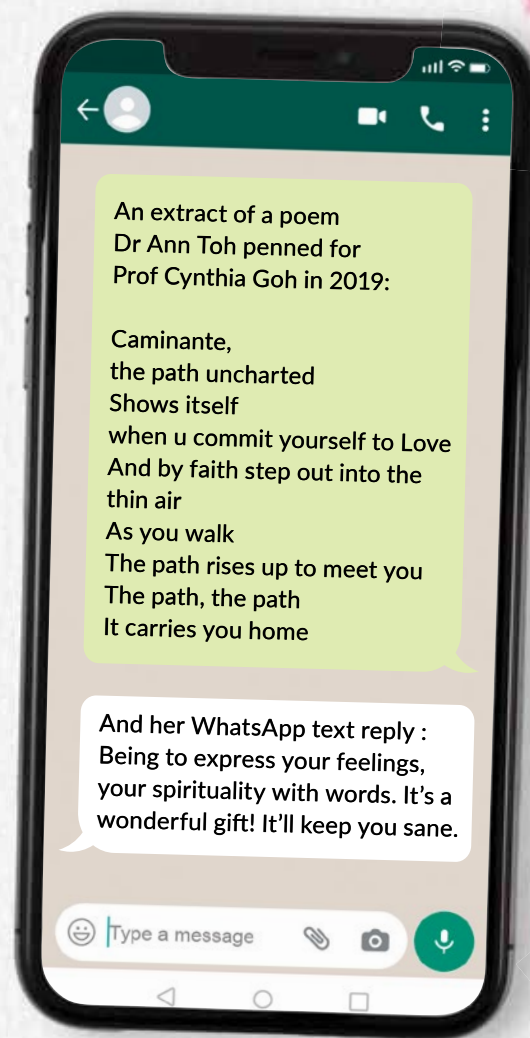 An extract of a poem
Dr Ann Toh penned for
Prof Cynthia Goh in 2019:
Caminante,
the path uncharted
Shows itself
when u commit yourself to Love
And by faith step out into the
thin air
As you walk
The path rises up to meet you
The path, the path
It carries you home
And her WhatsApp text reply :
Being to express your feelings,
your spirituality with words. It's a
wonderful gift! It'll keep you sane.
Type a message